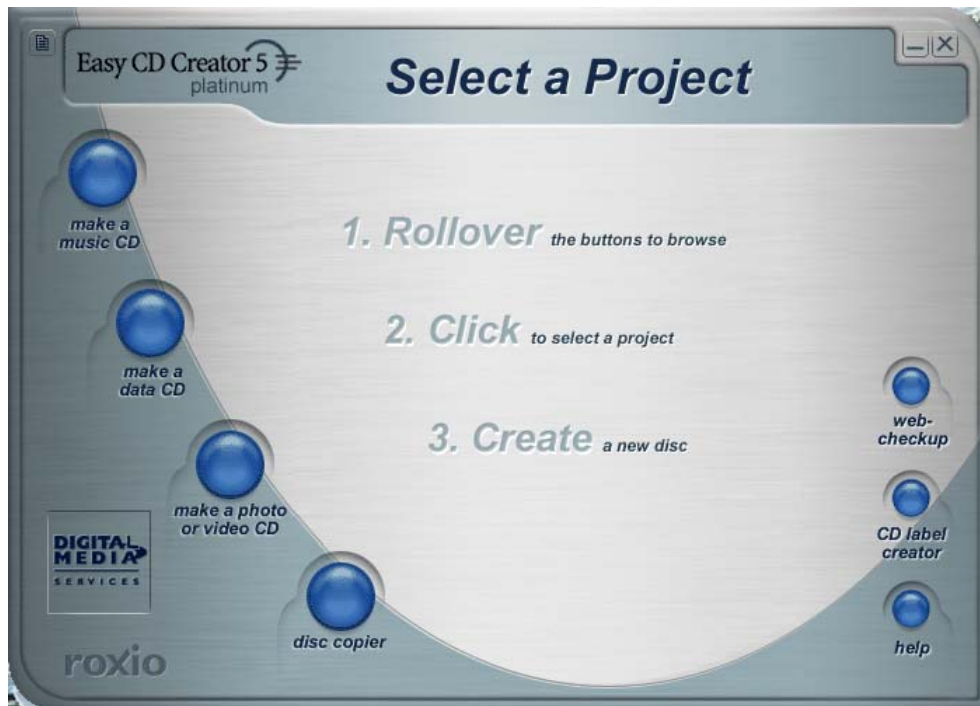 Easy CD Creator 5
platinum
Select a Project
make a
music CD
1. Rollover the buttons to browse
make a
data CD
2. Click to select a project
make a photo
or video CD
3. Create a new disc
disc copier
web-
checkup
CD label
creator
help
DIGITAL
MEDIA
SERVICES
roxio